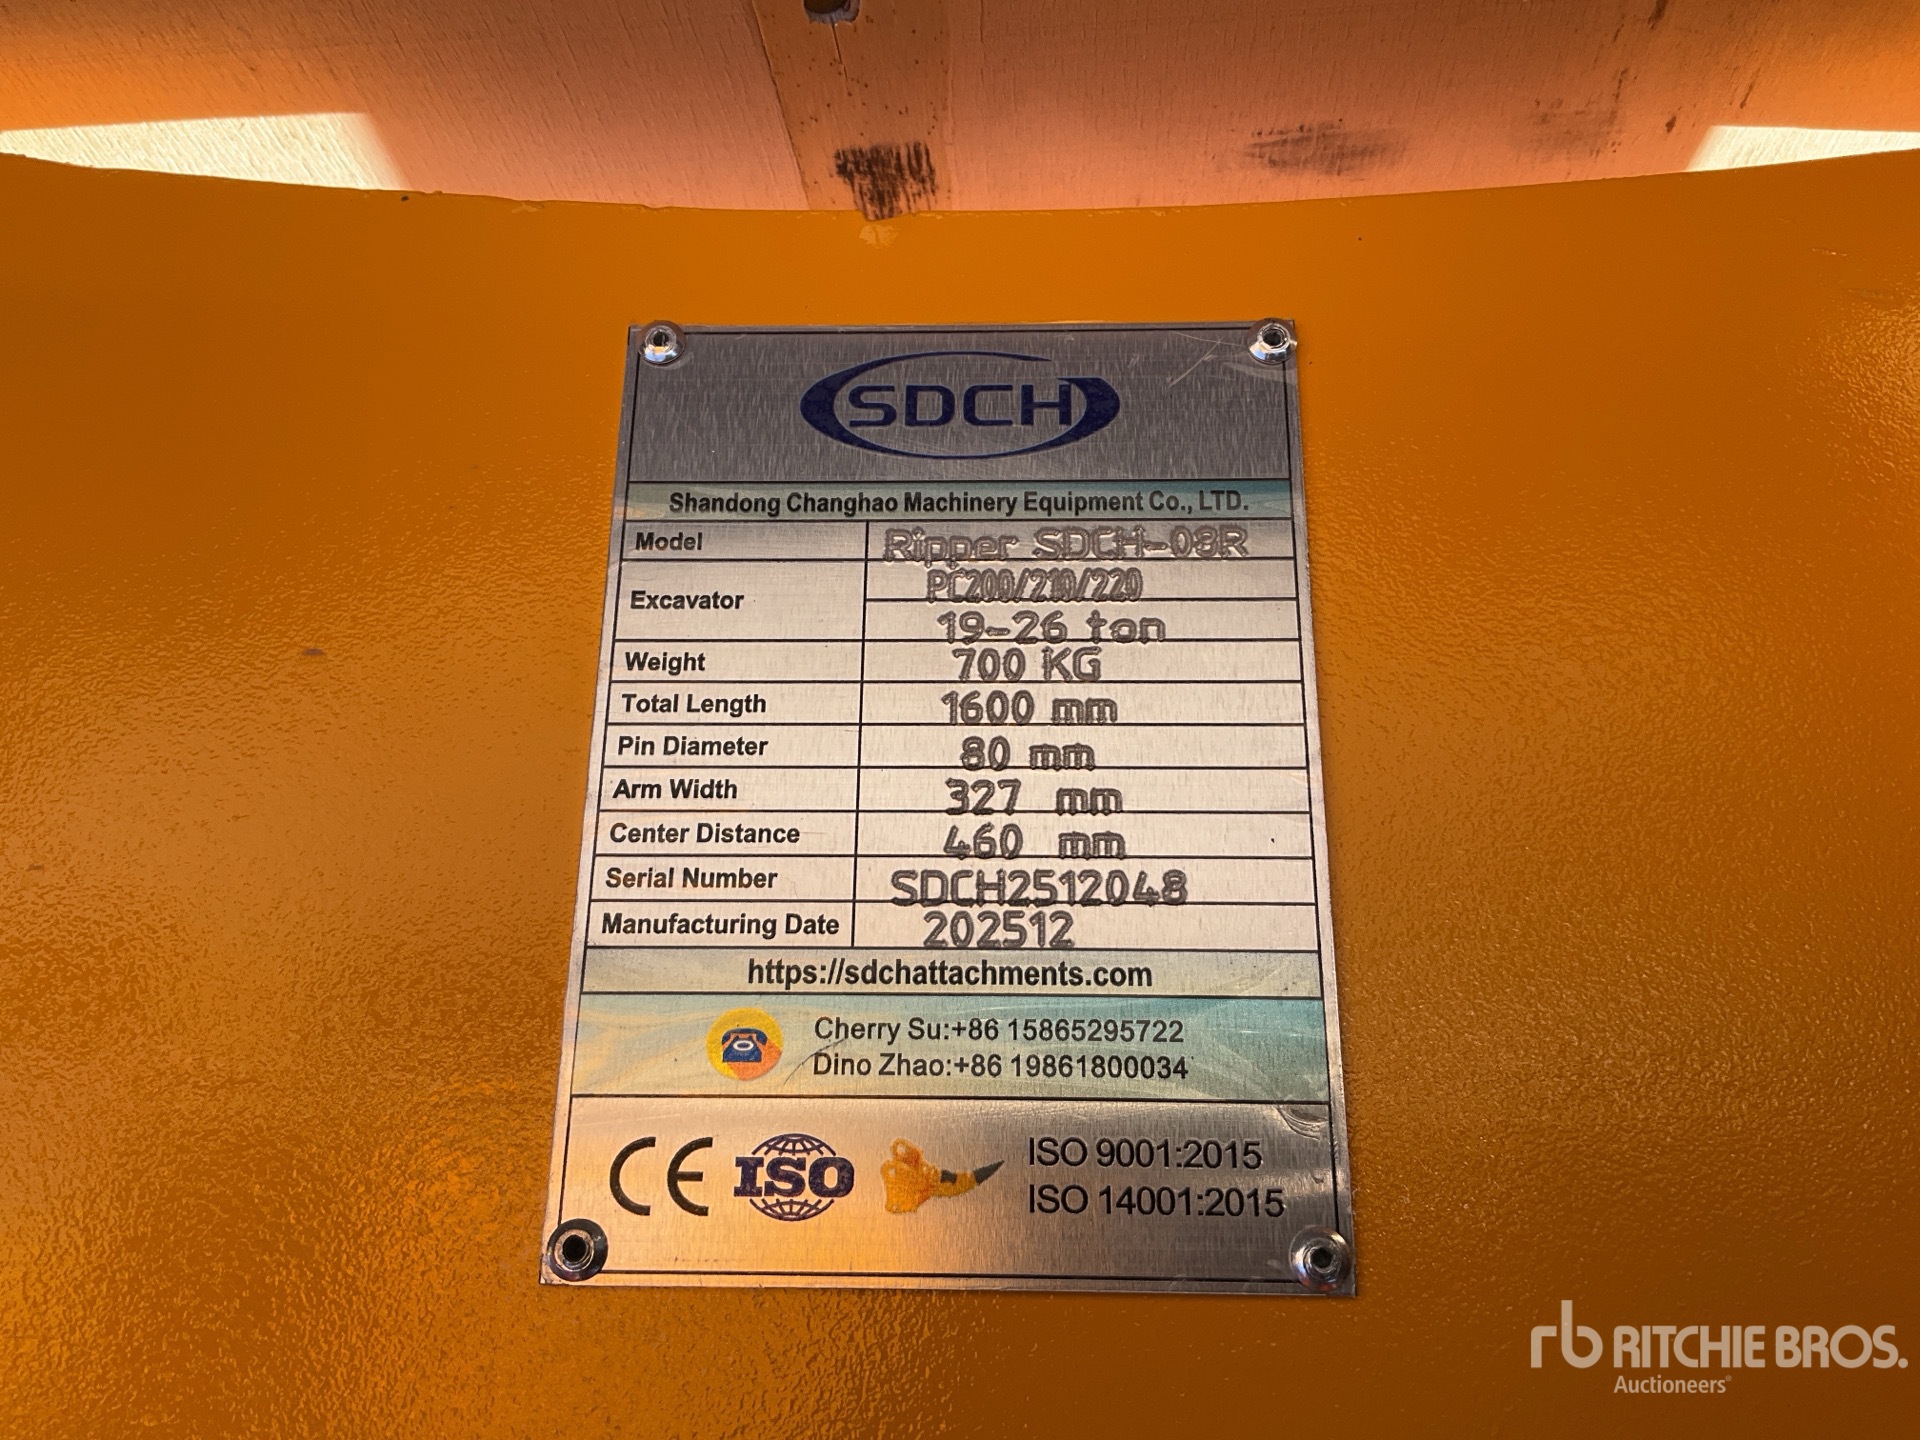 SDCH
Shandong Changhao Machinery Equipment Co., LTD.
Model Ripper SDCH-08R
Excavator PC200/210/220
19-26 ton
Weight 700 KG
Total Length 1600 mm
Pin Diameter 80 mm
Arm Width 327 mm
Center Distance 460 mm
Serial Number SDCH2512048
Manufacturing Date 202512
https://sdchattachments.com
Cherry Su:+86 15865295722
Dino Zhao:+86 19861800034
CE ISO ISO 9001:2015
ISO 14001:2015
rb RITCHIE BROS.
Auctioneers®